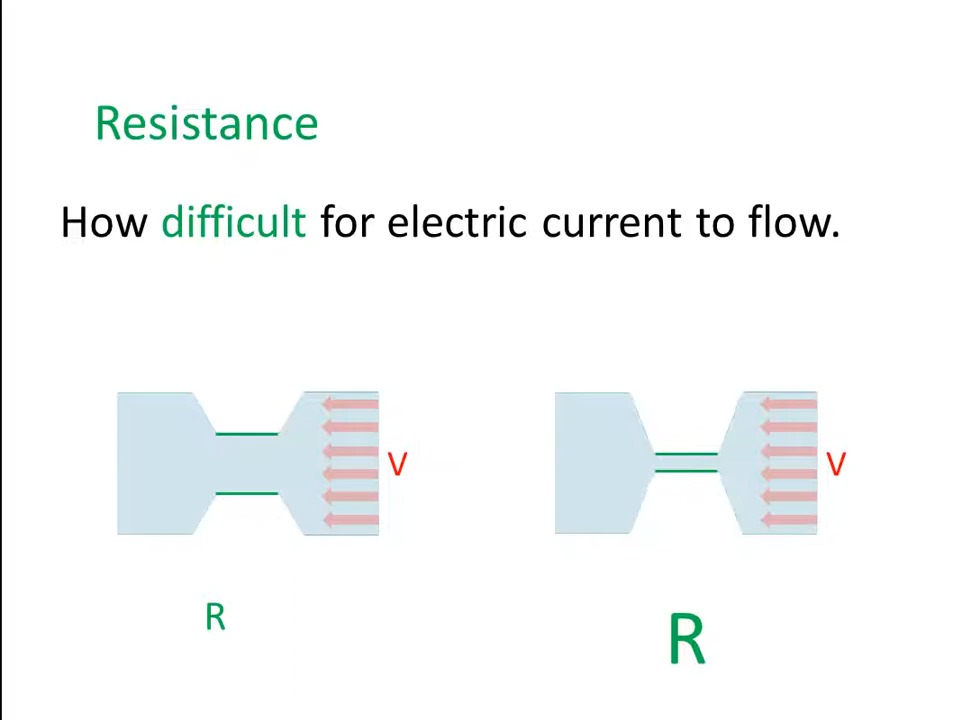 Resistance
How difficult for electric current to flow.
V
V
R
R